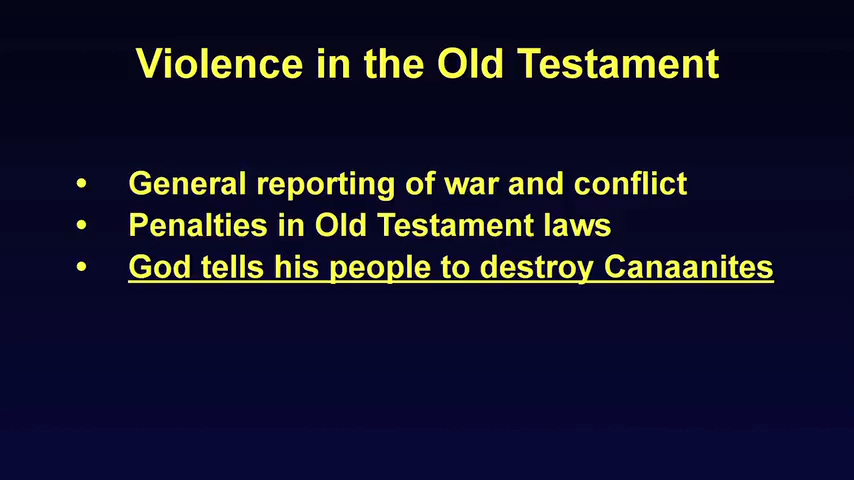 Violence in the Old Testament
• General reporting of war and conflict
• Penalties in Old Testament laws
• God tells his people to destroy Canaanites